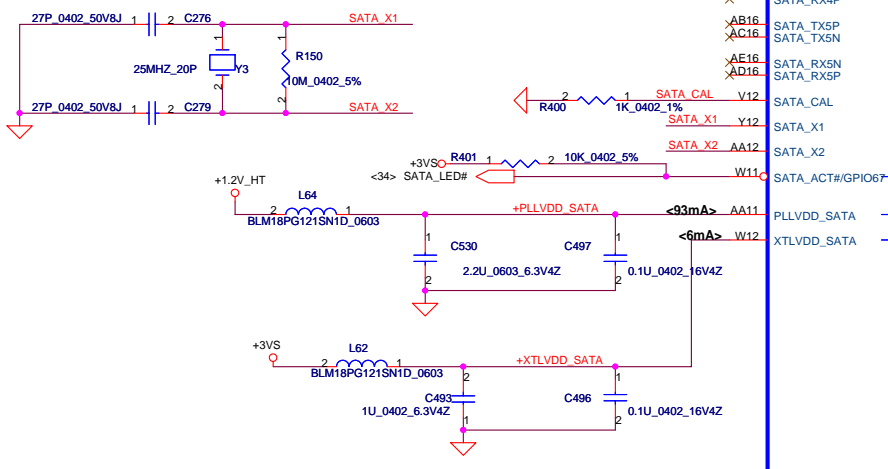 SATA_RX4P
27P_0402_50V8J 1 2 C276 SATA_X1
AB16 SATA_TX5P
AC16 SATA_TX5N
1 1
R150
AE16 SATA_RX5N
25MHZ_20P Y3
AD16 SATA_RX5P
10M_0402_5%
2 2
27P_0402_50V8J 1 2 C279 SATA_X2
R400 2 1 SATA_CAL V12 SATA_CAL
1K_0402_1%
SATA_X1 Y12 SATA_X1
SATA_X2 AA12 SATA_X2
+3VS R401 1 2 10K_0402_5%
<34> SATA_LED# W11 SATA_ACT#/GPIO67
+1.2V_HT
L64
2 1 +PLLVDD_SATA <93mA> AA11 PLLVDD_SATA
BLM18PG121SN1D_0603
<6mA> W12 XTLVDD_SATA
1 1
C530 C497
2.2U_0603_6.3V4Z 0.1U_0402_16V4Z
2 2
+3VS
L62
2 1 +XTLVDD_SATA
BLM18PG121SN1D_0603
2 1
C493 C496
1U_0402_6.3V4Z 0.1U_0402_16V4Z
1 2